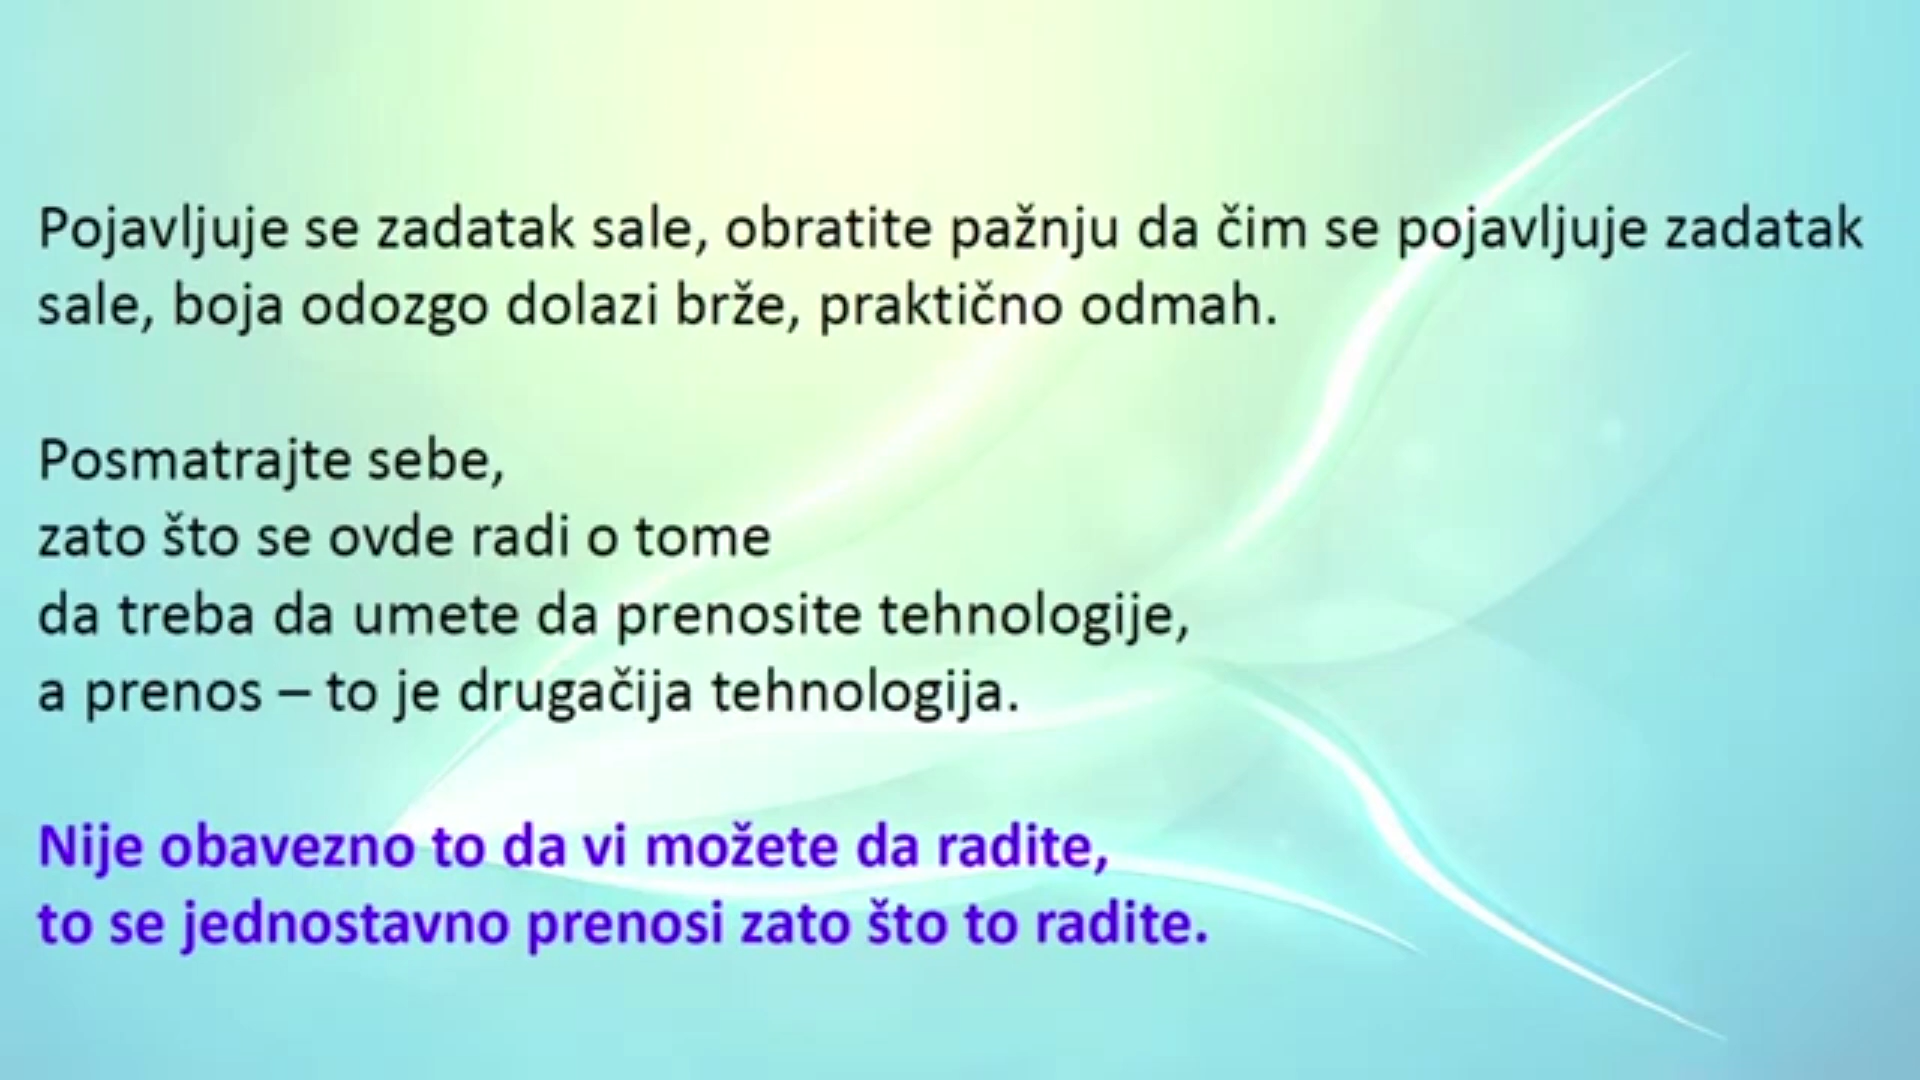 Pojavljuje se zadatak sale, obratite pažnju da čim se pojavljuje zadatak
sale, boja odozgo dolazi brže, praktično odmah.
Posmatrajte sebe,
zato što se ovde radi o tome
da treba da umete da prenosite tehnologije,
a prenos – to je drugačija tehnologija.
Nije obavezno to da vi možete da radite,
to se jednostavno prenosi zato što to radite.